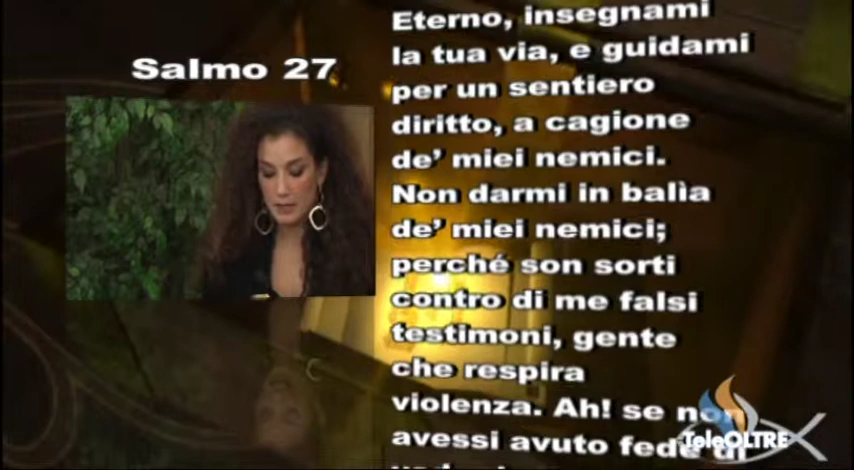 Salmo 27
Eterno, insegnami
la tua via, e guidami
per un sentiero
diritto, a cagione
de' miei nemici.
Non darmi in balìa
de' miei nemici;
perché son sorti
contro di me falsi
testimoni, gente
che respira
violenza. Ah! se non
avessi avuto fede di
TeleOLTRE